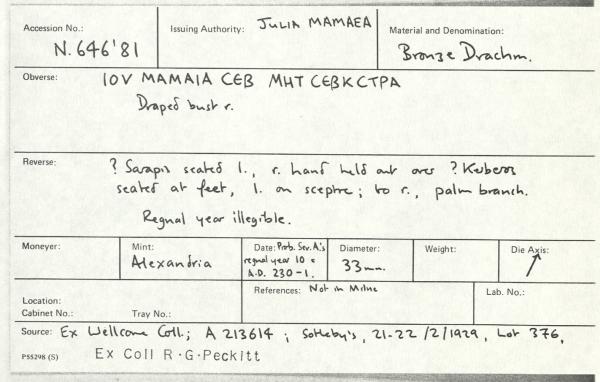 Accession No.: N.646'81
Issuing Authority: JULIA MAMAEA
Material and Denomination: Bronze Drachm.
Obverse: IOV MAMAIA CEB MHT CEBKCTPA
Draped bust r.
Reverse: ? Sarapis seated l., r. hand held out over ? Kerberos
seated at feet, l. on sceptre; to r., palm branch.
Regnal year illegible.
Moneyer:
Mint: Alexandria
Date: Prob. Sev. A's
regnal year 10 =
A.D. 230-1.
Diameter: 33mm.
Weight:
Die Axis: ↗
Location:
Cabinet No.: Tray No.:
References: Not in Milne
Lab. No.:
Source: Ex Wellcome Coll.; A 213614; Sotheby's, 21-22/2/1929, Lot 376,
PS5298 (S) Ex Coll R.G.Peckitt